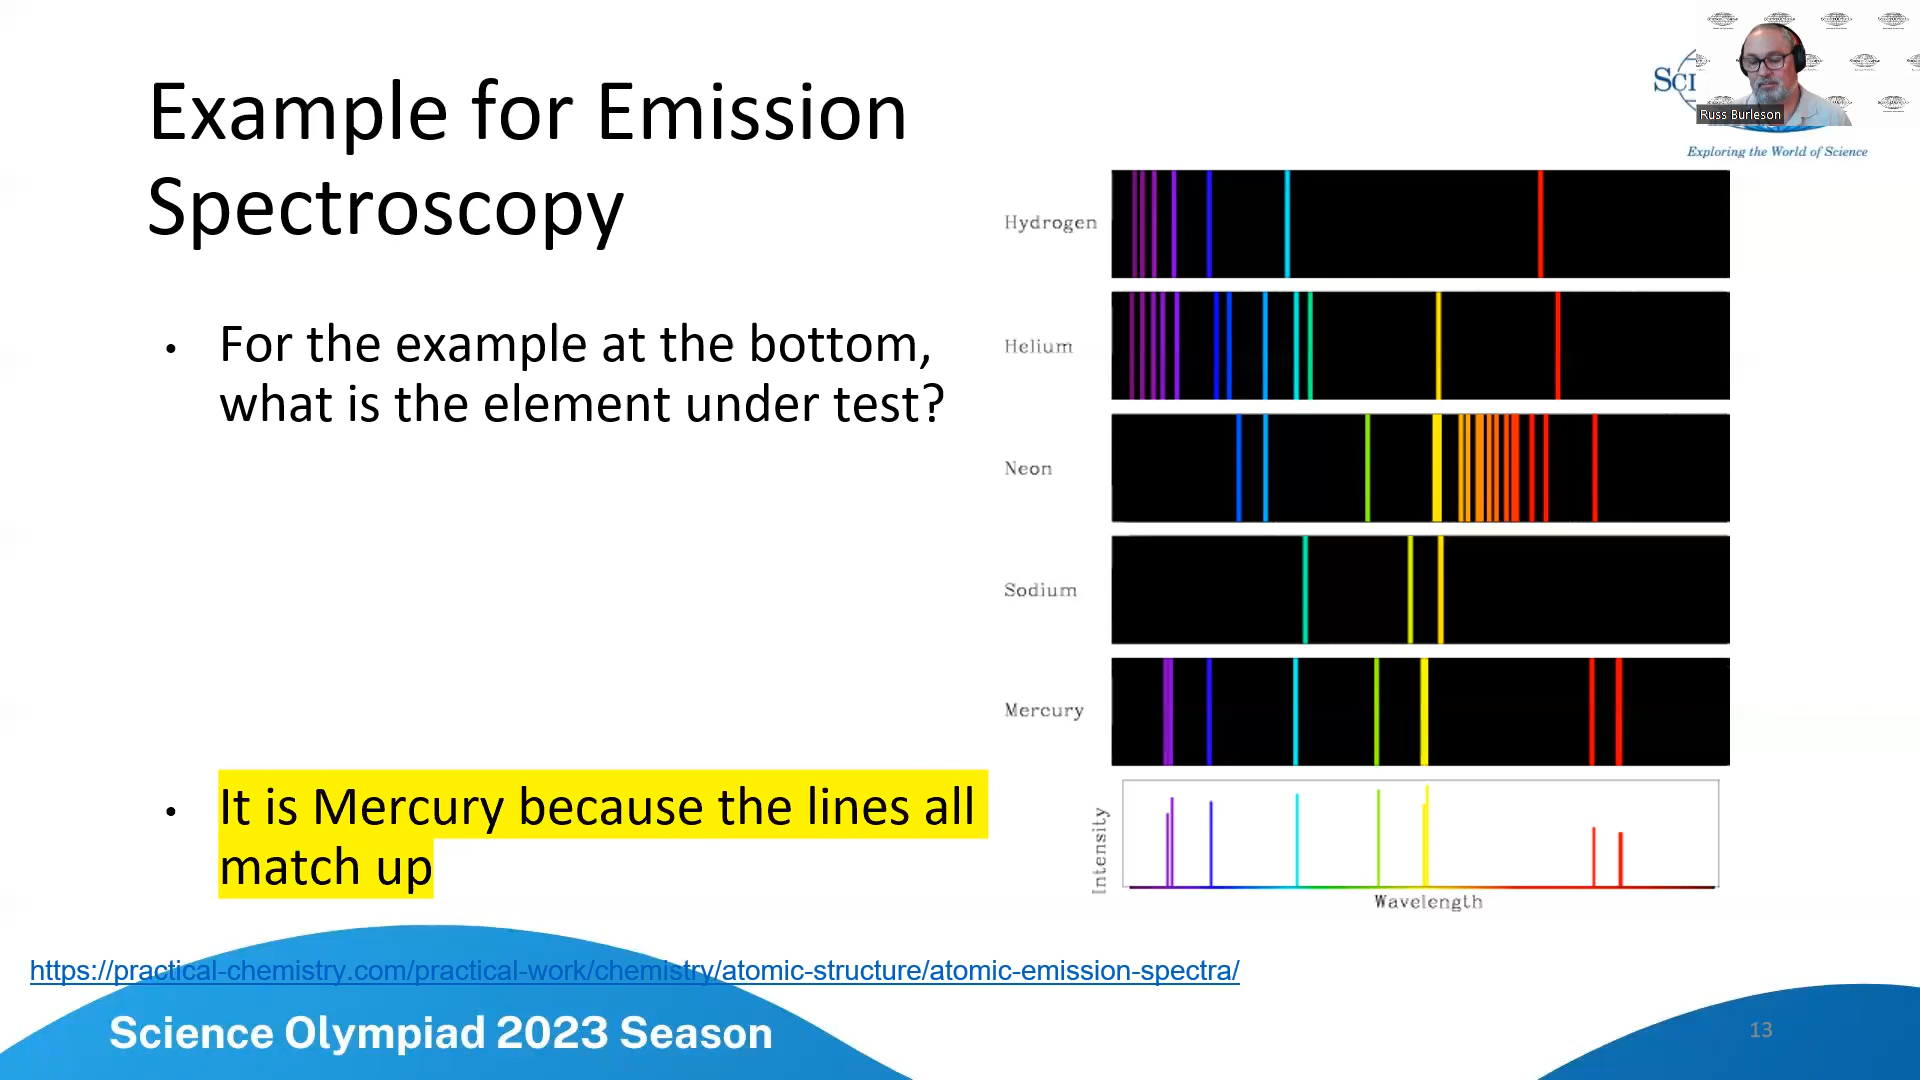 Example for Emission
Spectroscopy
• For the example at the bottom,
what is the element under test?
• It is Mercury because the lines all
match up
Sci
Russ Burleson
Exploring the World of Science
Hydrogen
Helium
Neon
Sodium
Mercury
Intensity
Wavelength
https://practical-chemistry.com/practical-work/chemistry/atomic-structure/atomic-emission-spectra/
Science Olympiad 2023 Season
13